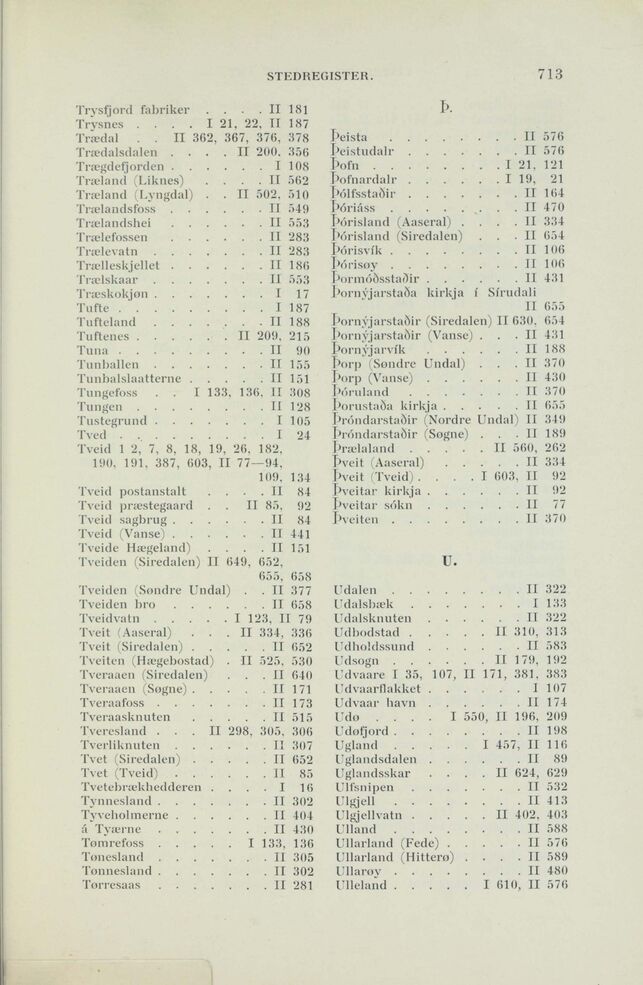 STEDREGISTER. 713
Trysfjord fabriker . . . . II 181
Trysnes . . . . I 21, 22, II 187
Trædal . . II 362, 367, 376, 378
Trædalsdalen . . . . II 200, 356
Trægdefjorden . . . . . . I 108
Træland (Liknes) . . . . II 562
Træland (Lyngdal) . . II 502, 510
Trælandsfoss . . . . . . II 549
Trælandshei . . . . . . II 553
Trælefossen . . . . . . II 283
Trælevatn . . . . . . . II 283
Trælleskjellet . . . . . . II 186
Trælskaar . . . . . . . II 553
Træskokjøn . . . . . . . I 17
Tufte . . . . . . . . . I 187
Tufteland . . . . . . . II 188
Tuftenes . . . . . II 209, 215
Tuna . . . . . . . . . II 90
Tunballen . . . . . . . II 155
Tunbalslaatterne . . . . . II 151
Tungefoss . . I 133, 136, II 308
Tungen . . . . . . . . II 128
Tustegrund . . . . . . . I 105
Tved . . . . . . . . . I 24
Tveid I 2, 7, 8, 18, 19, 26, 182,
190, 191, 387, 603, II 77—94,
109, 134
Tveid postanstalt . . . . II 84
Tveid præstegaard . . II 85, 92
Tveid sagbrug . . . . . . II 84
Tveid (Vanse) . . . . . . II 441
Tveide Hægeland) . . . . II 151
Tveiden (Siredalen) II 649, 652,
655, 658
Tveiden (Søndre Undal) . . II 377
Tveiden bro . . . . . . II 658
Tveidvatn . . . . . I 123, II 79
Tveit (Aaseral) . . . II 334, 336
Tveit (Siredalen) . . . . . II 652
Tveiten (Hægebostad) . II 525, 530
Tveraaen (Siredalen) . . . II 640
Tveraaen (Søgne) . . . . . II 171
Tveraafoss . . . . . . . II 173
Tveraasknuten . . . . . II 515
Tveresland . . . II 298, 305, 306
Tverliknuten . . . . . . II 307
Tvet (Siredalen) . . . . . II 652
Tvet (Tveid) . . . . . . II 85
Tvetebrækhedderen . . . . I 16
Tynnesland . . . . . . . II 302
Tyveholmerne . . . . . . II 404
á Tyærne . . . . . . . II 430
Tømrefoss . . . . . I 133, 136
Tønesland . . . . . . . II 305
Tønnesland . . . . . . . II 302
Tørresaas . . . . . . . II 281
Þ.
Þeista . . . . . . . . II 576
Þeistudalr . . . . . . . II 576
Þofn . . . . . . . . I 21, 121
Þofnardalr . . . . . . I 19, 21
Þólfsstaðir . . . . . . . II 164
Þóriáss . . . . . . . . II 470
Þórisland (Aaseral) . . . . II 334
Þórisland (Siredalen) . . . II 654
Þórisvík . . . . . . . . II 106
Þórisøy . . . . . . . . II 106
Þormóðsstaðir . . . . . . II 431
Þornýjarstaða kirkja í Sírudali
II 655
Þornýjarstaðir (Siredalen) II 630, 654
Þornýjarstaðir (Vanse) . . . II 431
Þornýjarvík . . . . . . II 188
Þorp (Søndre Undal) . . . II 370
Þorp (Vanse) . . . . . . II 430
Þóruland . . . . . . . II 370
Þorustaða kirkja . . . . . II 655
Þróndarstaðir (Nordre Undal) II 349
Þróndarstaðir (Søgne) . . . II 189
Þrælaland . . . . . II 560, 262
Þveit (Aaseral) . . . . . II 334
Þveit (Tveid) . . . . I 603, II 92
Þveitar kirkja . . . . . . II 92
Þveitar sókn . . . . . . II 77
Þveiten . . . . . . . . II 370
U.
Udalen . . . . . . . . II 322
Udalsbæk . . . . . . . I 133
Udalsknuten . . . . . . II 322
Udbodstad . . . . . II 310, 313
Udholdssund . . . . . . II 583
Udsogn . . . . . . II 179, 192
Udvaare I 35, 107, II 171, 381, 383
Udvaarflakket . . . . . . I 107
Udvaar havn . . . . . . II 174
Udø . . . I 550, II 196, 209
Udøfjord . . . . . . . . II 198
Ugland . . . . . I 457, II 116
Uglandsdalen . . . . . . II 89
Uglandsskar . . . . II 624, 629
Ulfsnipen . . . . . . . II 532
Ulgjell . . . . . . . . II 413
Ulgjellvatn . . . . . II 402, 403
Ulland . . . . . . . . II 588
Ullarland (Fede) . . . . . II 576
Ullarland (Hitterø) . . . . II 589
Ullarøy . . . . . . . . II 480
Ulleland . . . . . I 610, II 576